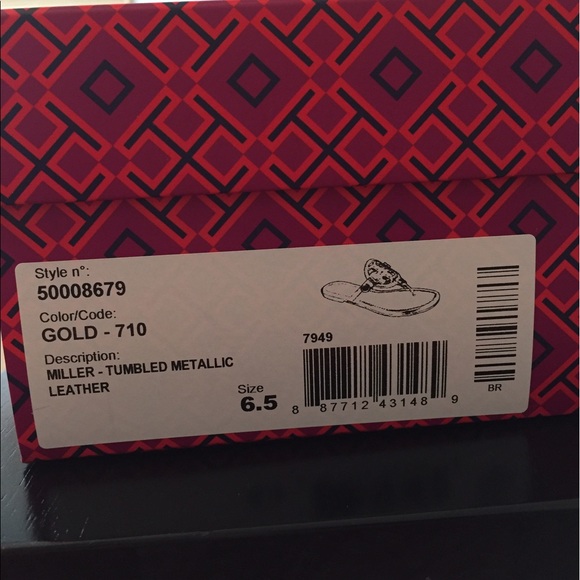 Style n°:
50008679
Color/Code:
GOLD - 710
Description:
MILLER - TUMBLED METALLIC
LEATHER
Size
6.5
7949
8 87712 43148 9
BR